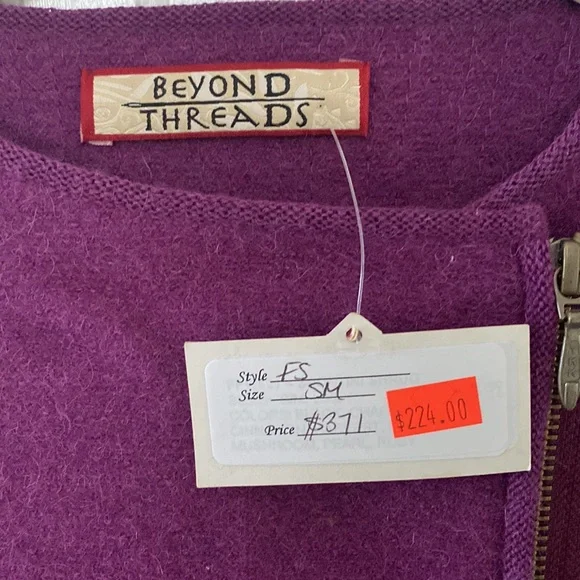 BEYOND
THREADS
Style FS
Size SM
Price $371
$224.00